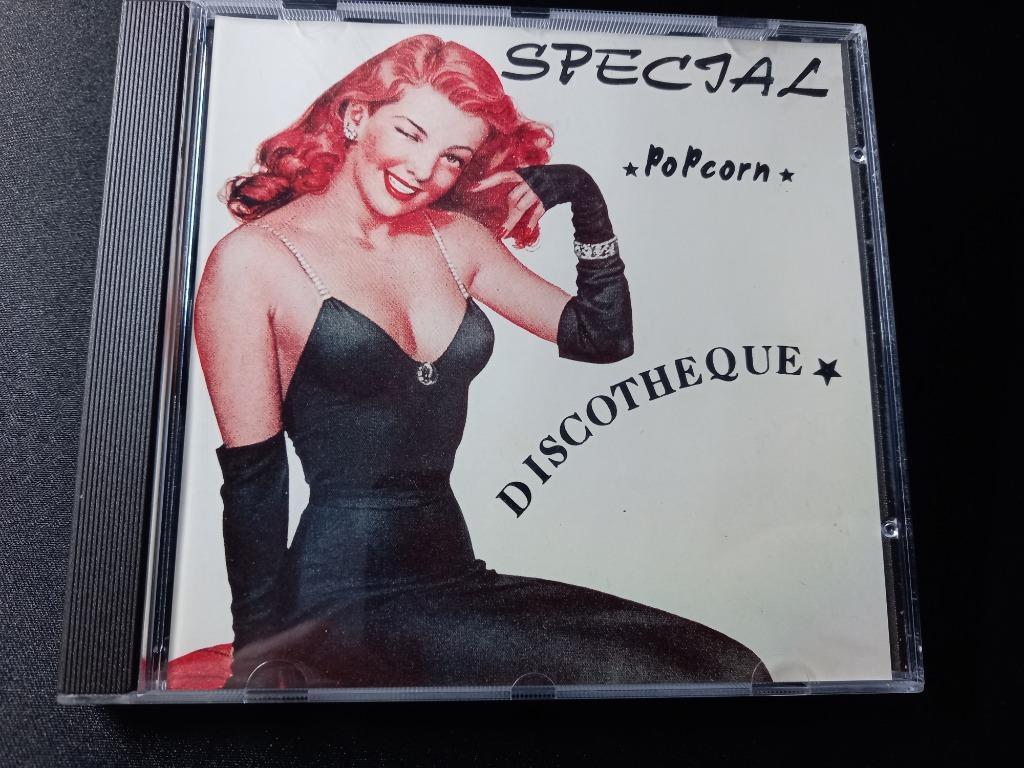 SPECIAL
★ PoPcorn ★
DISCOTHEQUE ★